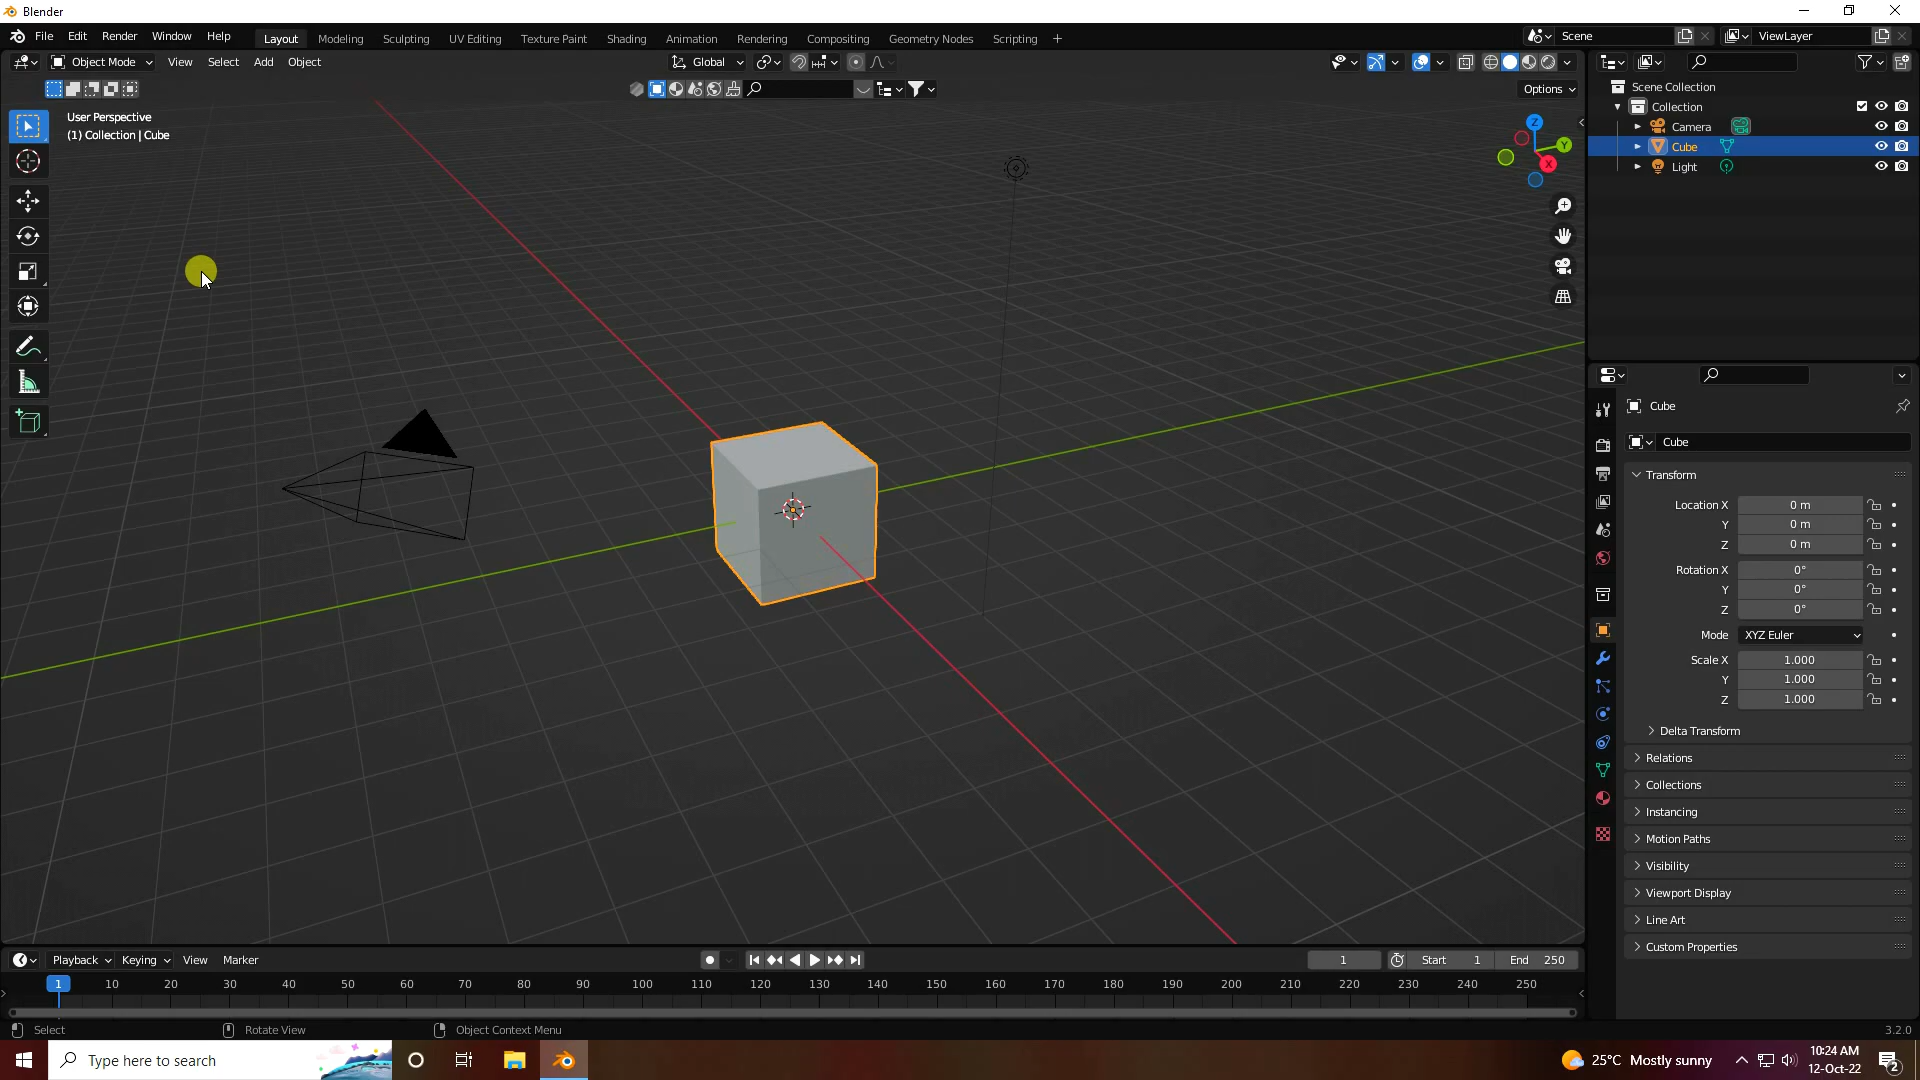 Blender
File Edit Render Window Help Layout Modeling Sculpting UV Editing Texture Paint Shading Animation Rendering Compositing Geometry Nodes Scripting + Scene ViewLayer
Object Mode View Select Add Object Global
Options
User Perspective
(1) Collection | Cube
Z
Y
X
Scene Collection
Collection
Camera
Cube
Light
Cube
Cube
Transform
Location X 0 m
Y 0 m
Z 0 m
Rotation X 0°
Y 0°
Z 0°
Mode XYZ Euler
Scale X 1.000
Y 1.000
Z 1.000
Delta Transform
Relations
Collections
Instancing
Motion Paths
Visibility
Viewport Display
Line Art
Custom Properties
Playback Keying View Marker 1 Start 1 End 250
1 10 20 30 40 50 60 70 80 90 100 110 120 130 140 150 160 170 180 190 200 210 220 230 240 250
Select Rotate View Object Context Menu 3.2.0
Type here to search 25°C Mostly sunny 10:24 AM
12-Oct-22 2